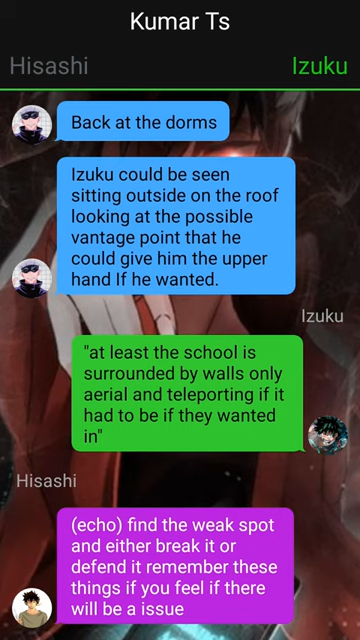 Kumar Ts
Hisashi
Izuku
Back at the dorms
Izuku could be seen
sitting outside on the roof
looking at the possible
vantage point that he
could give him the upper
hand If he wanted.
Izuku
"at least the school is
surrounded by walls only
aerial and teleporting if it
had to be if they wanted
in"
Hisashi
(echo) find the weak spot
and either break it or
defend it remember these
things if you feel if there
will be a issue